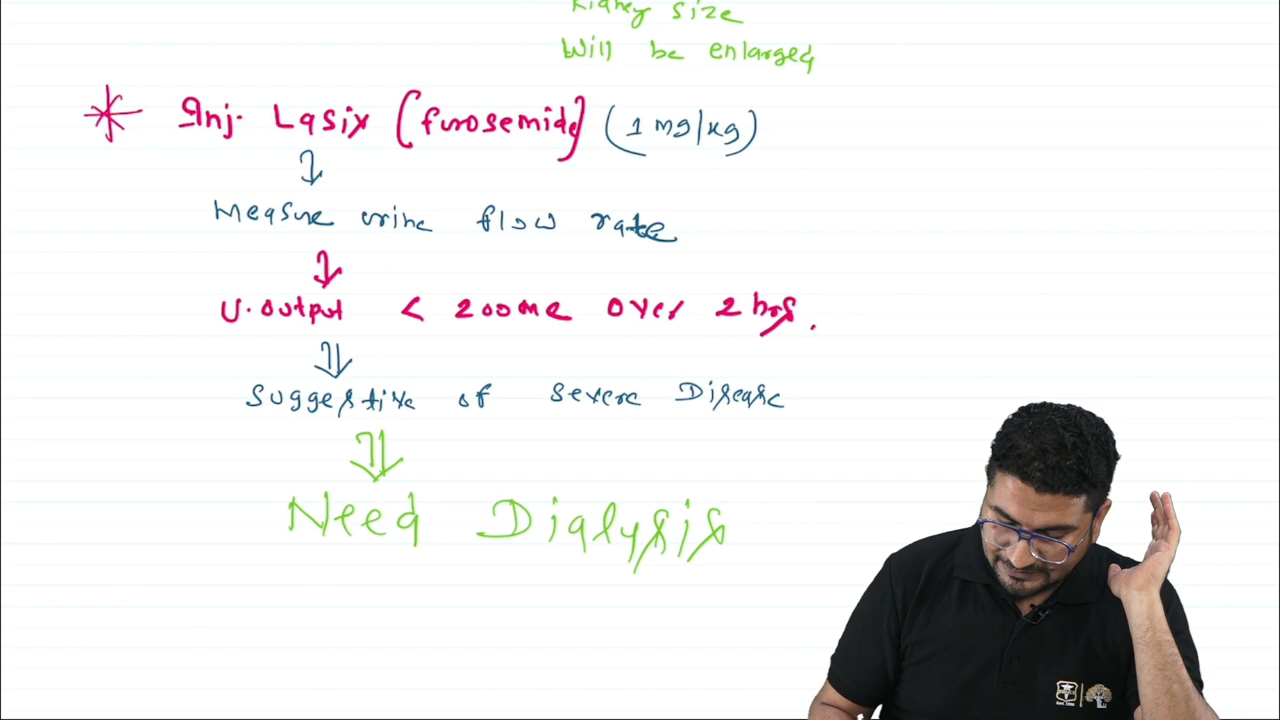 Kidney size
Will be enlarged
* Inj. Lasix (furosemide) (1 mg/kg)
↓
Measure urine flow rate
↓
U. output < 200ml over 2 hrs.
⇓
Suggestive of Severe Disease
⇓
Need Dialysis